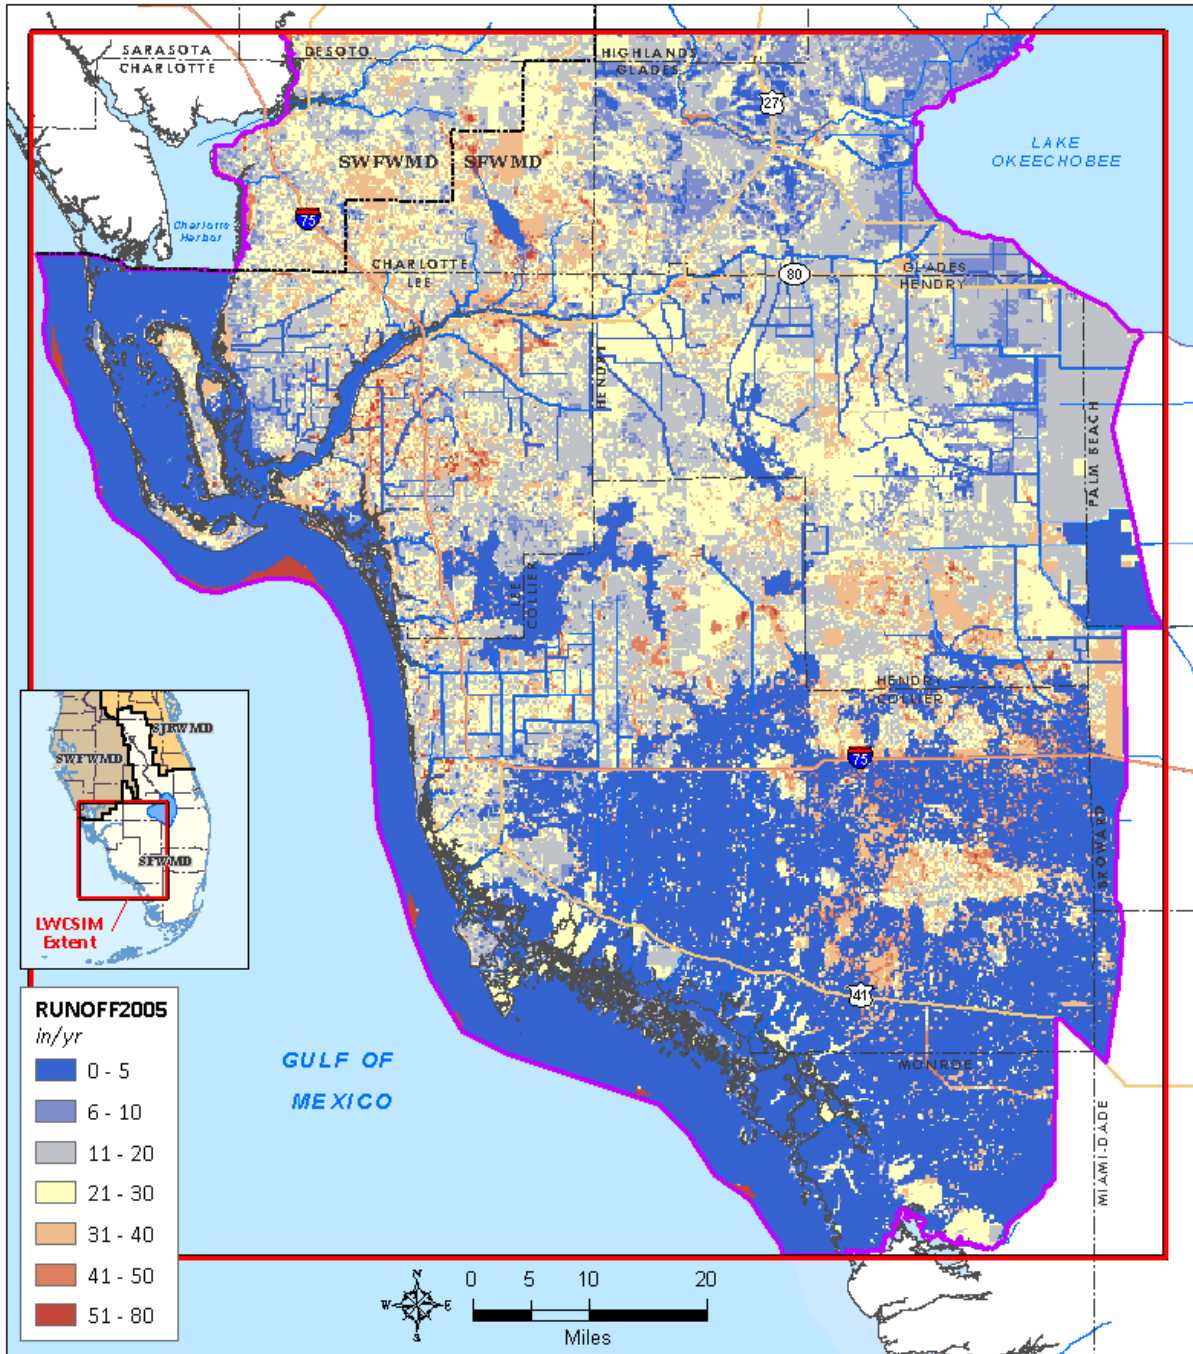 SARASOTA
CHARLOTTE
DESOTO
HIGHLANDS
GLADES
27
LAKE
OKEECHOBEE
SWFWMD
SFWMD
75
Charlotte
Harbor
CHARLOTTE
LEE
80
GLADES
HENDRY
HENDRY
PALM BEACH
LEE
COLLIER
HENDRY
COLLIER
75
SJRWMD
SWFWMD
SFWMD
LWCSIM
Extent
BROWARD
41
MONROE
MIAMI-DADE
GULF OF
MEXICO
RUNOFF2005
in/yr
0 - 5
6 - 10
11 - 20
21 - 30
31 - 40
41 - 50
51 - 80
N
W
E
S
0 5 10 20
Miles